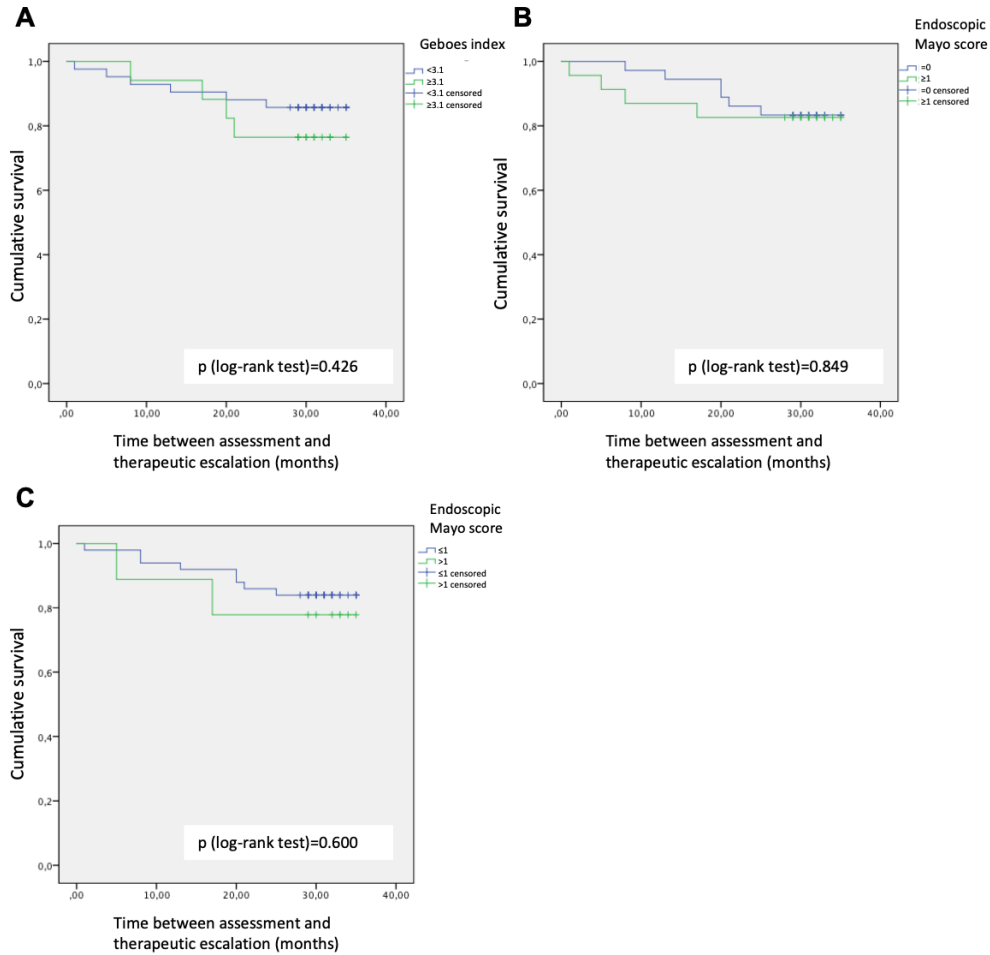 A
Geboes index
<3.1
≥3.1
<3.1 censored
≥3.1 censored
1,0
0,8
6
4
0,2
0,0
Cumulative survival
p (log-rank test)=0.426
,00 10,00 20,00 30,00 40,00
Time between assessment and
therapeutic escalation (months)
B
Endoscopic
Mayo score
=0
≥1
=0 censored
≥1 censored
1,0
0,8
6
4
0,2
0,0
Cumulative survival
p (log-rank test)=0.849
,00 10,00 20,00 30,00 40,00
Time between assessment and
therapeutic escalation (months)
C
Endoscopic
Mayo score
≤1
>1
≤1 censored
>1 censored
1,0
0,8
0,6
0,4
0,2
0,0
Cumulative survival
p (log-rank test)=0.600
,00 10,00 20,00 30,00 40,00
Time between assessment and
therapeutic escalation (months)